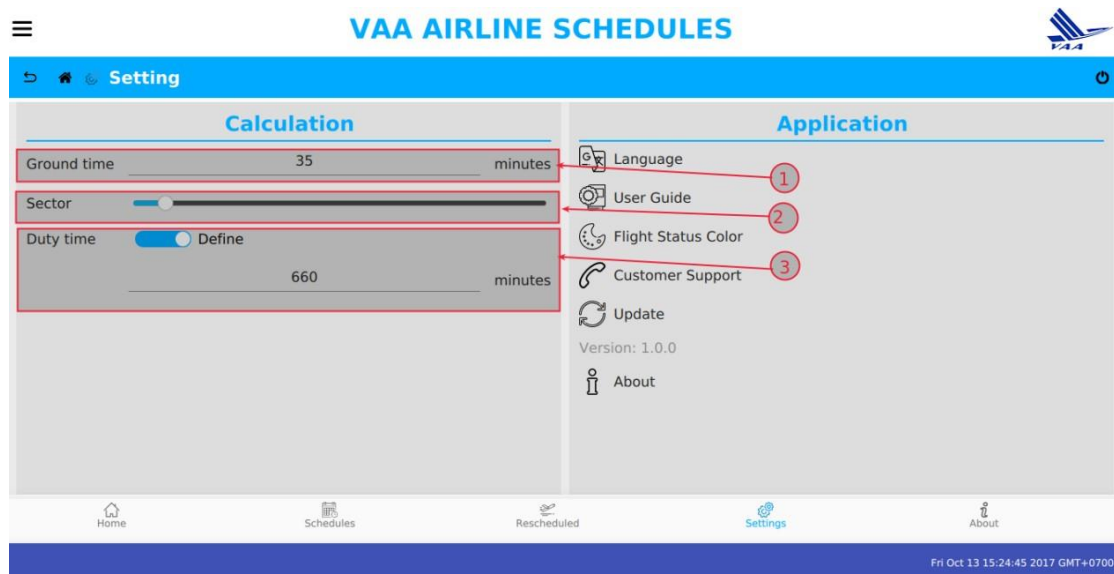 VAA AIRLINE SCHEDULES
VAA
Setting
Calculation
Ground time 35 minutes
Sector
Duty time Define
660 minutes
Application
Language
User Guide
Flight Status Color
Customer Support
Update
Version: 1.0.0
About
1
2
3
Home Schedules Rescheduled Settings About
Fri Oct 13 15:24:45 2017 GMT+0700